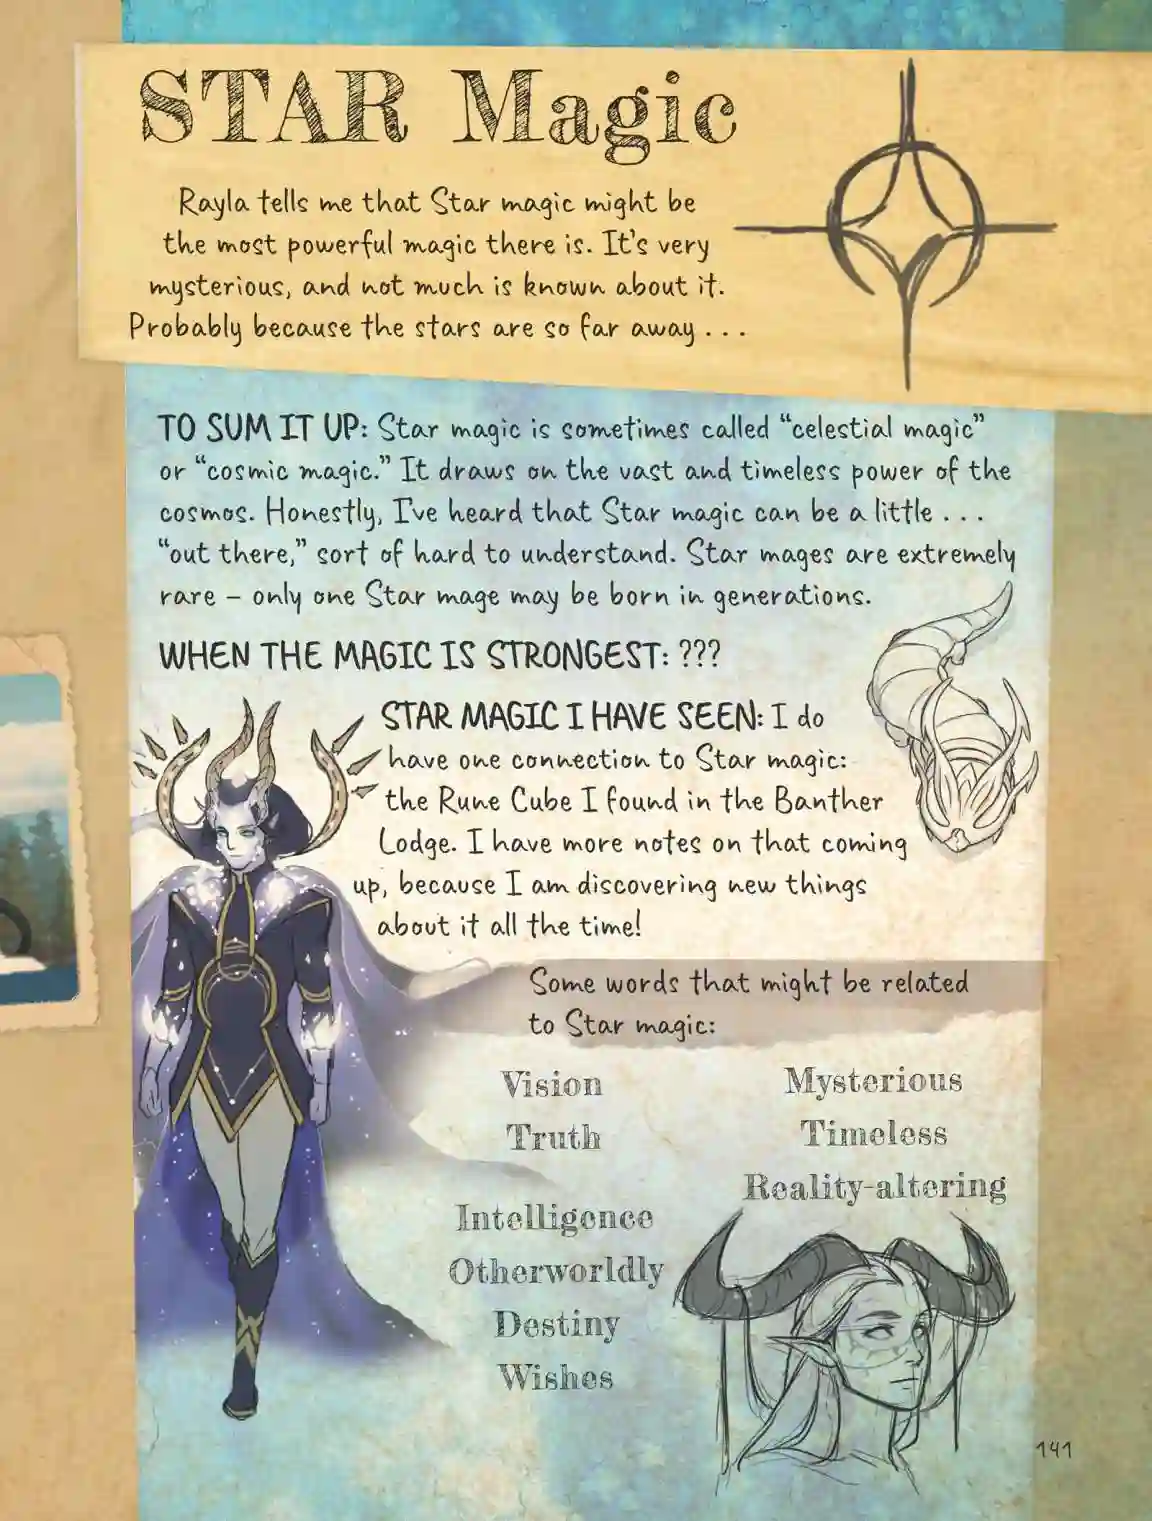 STAR Magic
Rayla tells me that Star magic might be
the most powerful magic there is. It's very
mysterious, and not much is known about it.
Probably because the stars are so far away . . .
TO SUM IT UP: Star magic is sometimes called “celestial magic”
or “cosmic magic.” It draws on the vast and timeless power of the
cosmos. Honestly, I've heard that Star magic can be a little . . .
“out there,” sort of hard to understand. Star mages are extremely
rare – only one Star mage may be born in generations.
WHEN THE MAGIC IS STRONGEST: ???
STAR MAGIC I HAVE SEEN: I do
have one connection to Star magic:
the Rune Cube I found in the Banther
Lodge. I have more notes on that coming
up, because I am discovering new things
about it all the time!
Some words that might be related
to Star magic:
Vision
Truth
Intelligence
Otherworldly
Destiny
Wishes
Mysterious
Timeless
Reality-altering
141